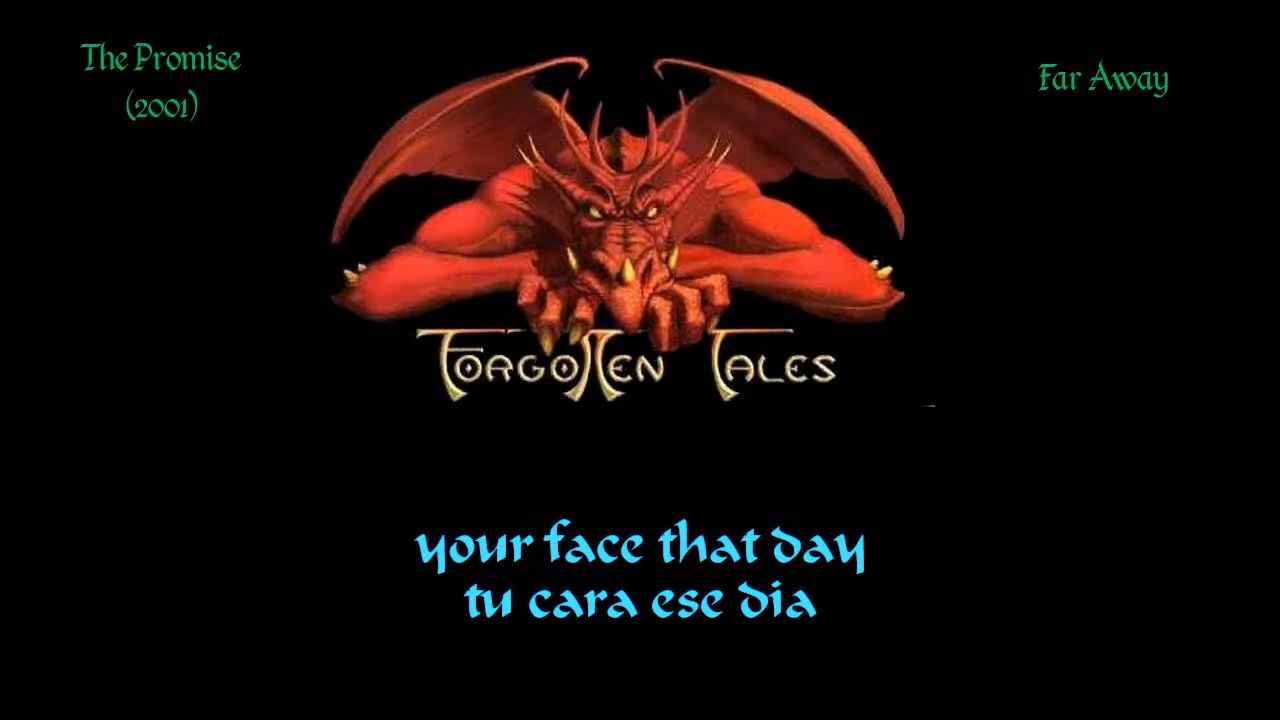 The Promise
(2001)
Far Away
FORGOTTEN TALES
your face that day
tu cara ese dia